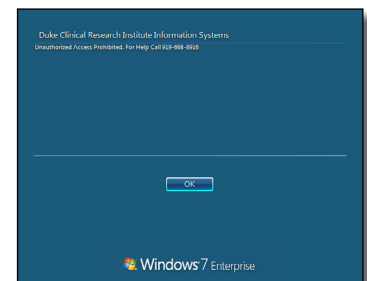 Duke Clinical Research Institute Information Systems
Unauthorized Access Prohibited. For Help Call 919-668-8916
OK
Windows 7 Enterprise